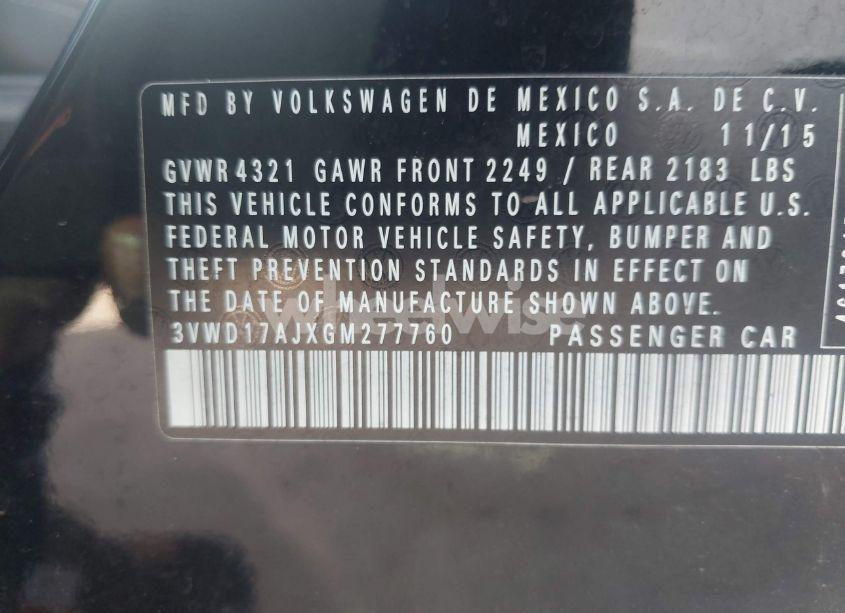 MFD BY VOLKSWAGEN DE MEXICO S.A. DE C.V.
MEXICO 11/15
GVWR 4321 GAWR FRONT 2249 / REAR 2183 LBS
THIS VEHICLE CONFORMS TO ALL APPLICABLE U.S.
FEDERAL MOTOR VEHICLE SAFETY, BUMPER AND
THEFT PREVENTION STANDARDS IN EFFECT ON
THE DATE OF MANUFACTURE SHOWN ABOVE.
wheelwise
3VWD17AJXGM277760 PASSENGER CAR